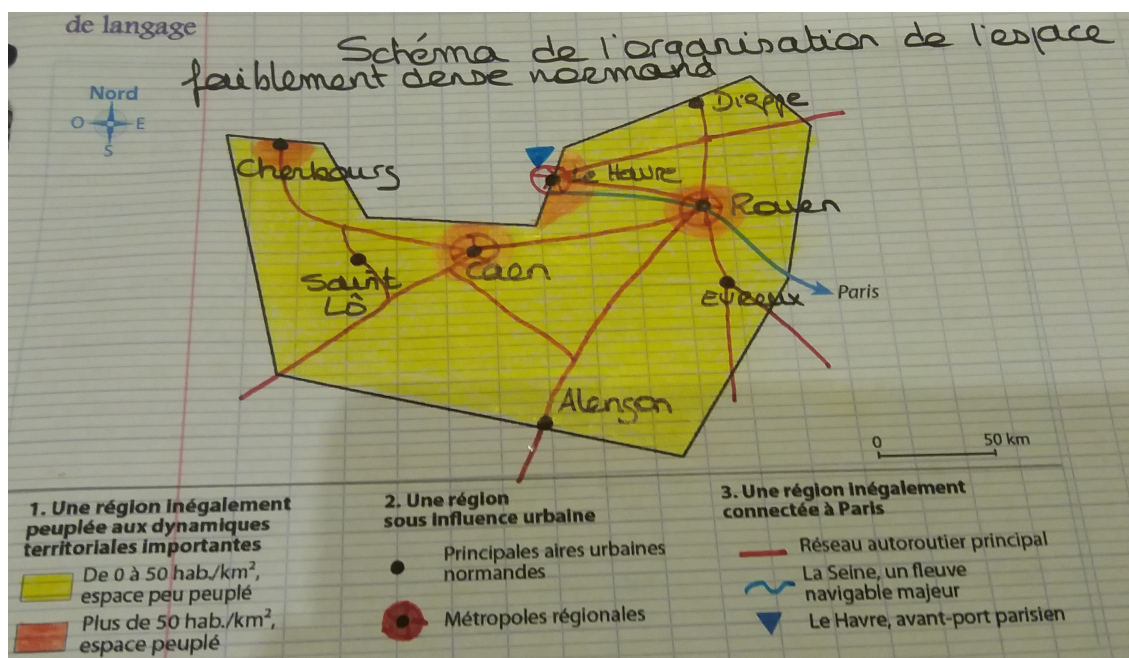 de langage
Schéma de l'organisation de l'espace
faiblement dense normand
Nord
O
E
S
Dieppe
Cherbourg
Le Havre
Rouen
Caen
Saint
Lô
Evreux
Paris
Alençon
0
50 km
1. Une région inégalement
peuplée aux dynamiques
territoriales importantes
De 0 à 50 hab./km²,
espace peu peuplé
Plus de 50 hab./km²,
espace peuplé
2. Une région
sous influence urbaine
Principales aires urbaines
normandes
Métropoles régionales
3. Une région inégalement
connectée à Paris
Réseau autoroutier principal
La Seine, un fleuve
navigable majeur
Le Havre, avant-port parisien